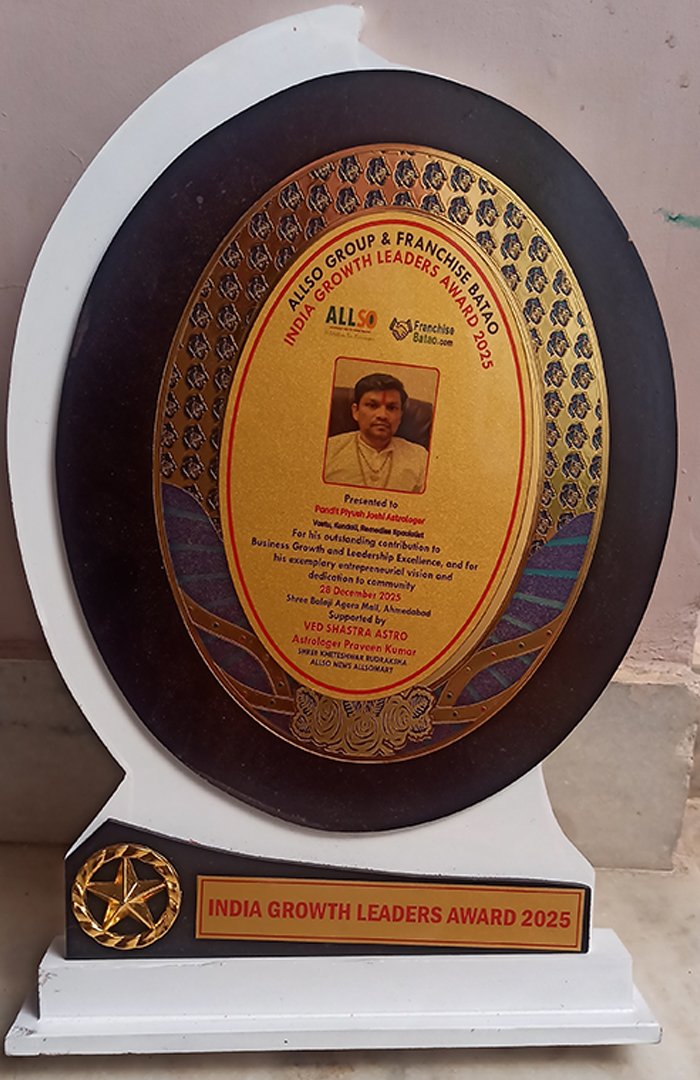 ALLSO GROUP & FRANCHISE BATAO
INDIA GROWTH LEADERS AWARD 2025
ALLSO
Franchise
Batao.com
Presented to
Pandit Piyush Joshi Astrologer
Vastu, Kundali, Remedies Specialist
For his outstanding contribution to
Business Growth and Leadership Excellence, and for
his exemplary entrepreneurial vision and
dedication to community
28 December 2025
Shree Balaji Agora Mall, Ahmedabad
Supported by
VED SHASTRA ASTRO
Astrologer Praveen Kumar
SHREE KHETESHWAR RUDRAKSHA
ALLSO NEWS ALLSOMART
INDIA GROWTH LEADERS AWARD 2025